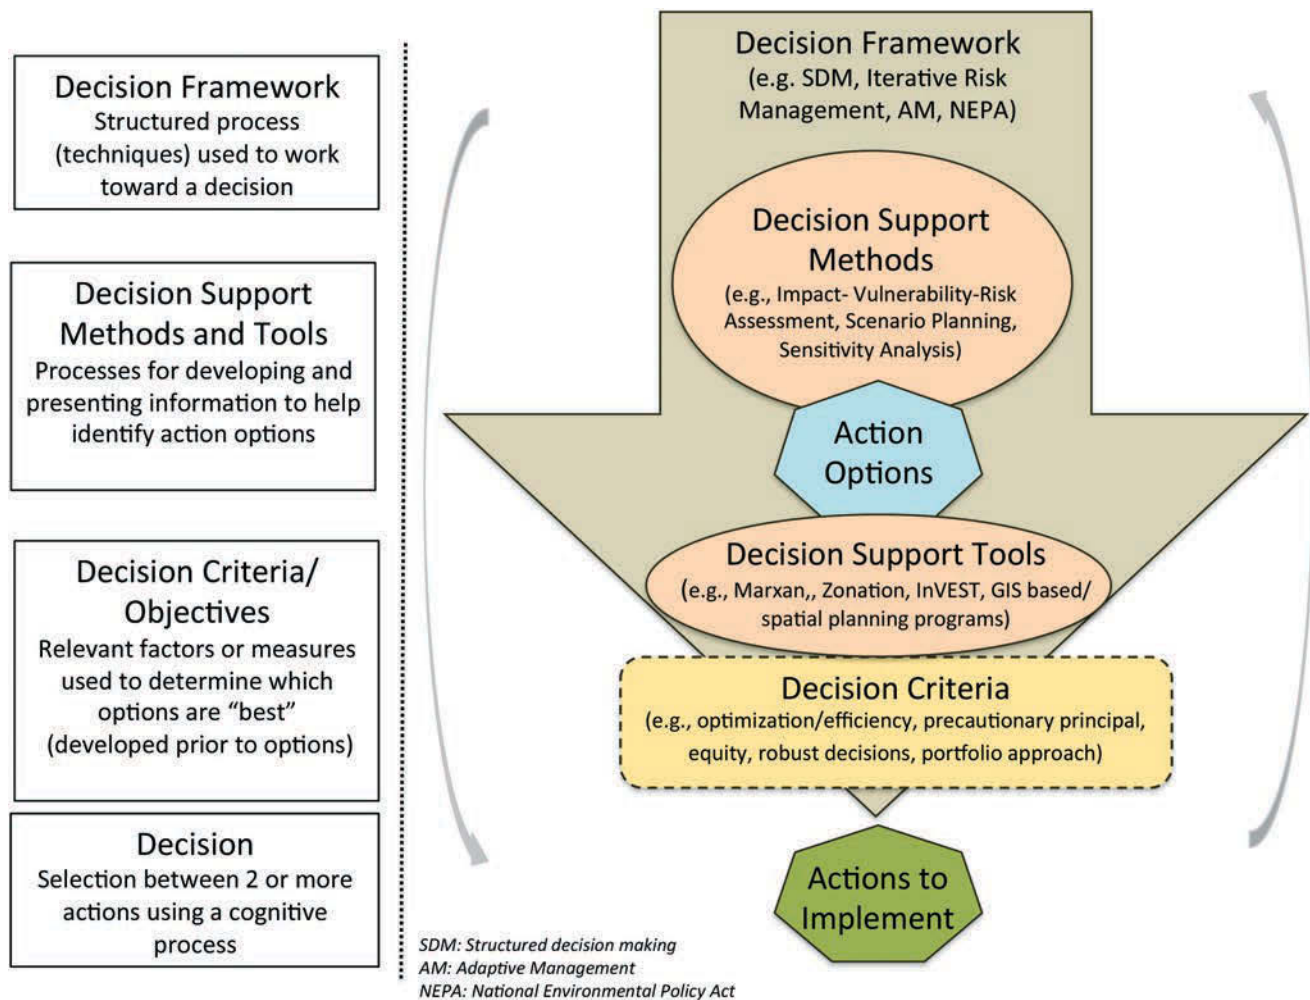 Decision Framework
Structured process
(techniques) used to work
toward a decision
Decision Support
Methods and Tools
Processes for developing and
presenting information to help
identify action options
Decision Criteria/
Objectives
Relevant factors or measures
used to determine which
options are “best”
(developed prior to options)
Decision
Selection between 2 or more
actions using a cognitive
process
Decision Framework
(e.g. SDM, Iterative Risk
Management, AM, NEPA)
Decision Support
Methods
(e.g., Impact- Vulnerability-Risk
Assessment, Scenario Planning,
Sensitivity Analysis)
Action
Options
Decision Support Tools
(e.g., Marxan,, Zonation, InVEST, GIS based/
spatial planning programs)
Decision Criteria
(e.g., optimization/efficiency, precautionary principal,
equity, robust decisions, portfolio approach)
Actions to
Implement
SDM: Structured decision making
AM: Adaptive Management
NEPA: National Environmental Policy Act